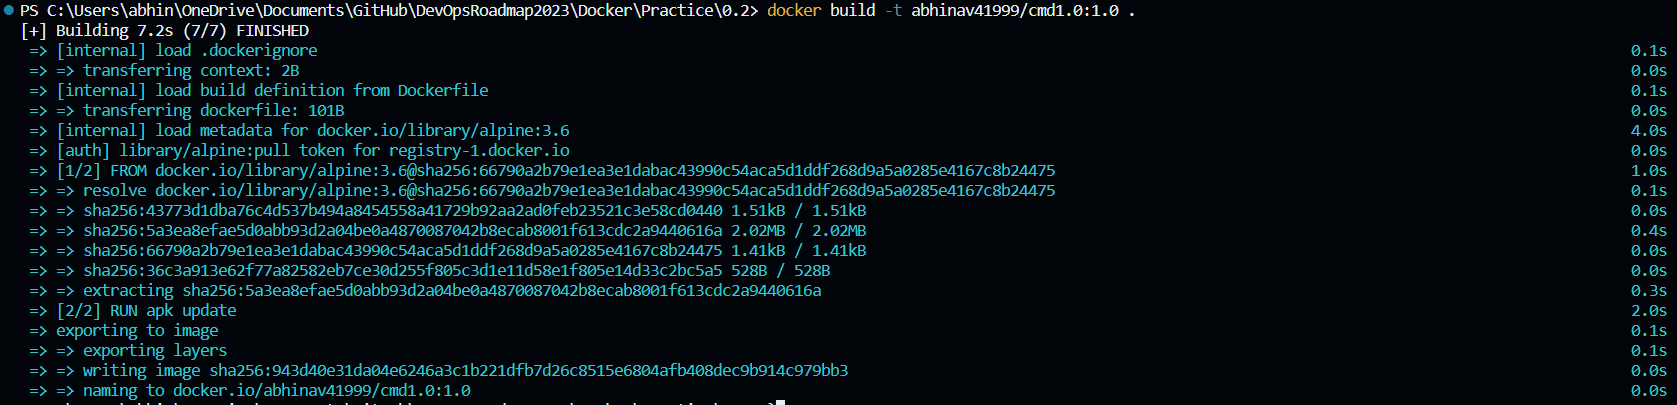 PS C:\Users\abhin\OneDrive\Documents\GitHub\DevOpsRoadmap2023\Docker\Practice\0.2> docker build -t abhinav41999/cmd1.0:1.0 .
[+] Building 7.2s (7/7) FINISHED
=> [internal] load .dockerignore 0.1s
=> => transferring context: 2B 0.0s
=> [internal] load build definition from Dockerfile 0.1s
=> => transferring dockerfile: 101B 0.0s
=> [internal] load metadata for docker.io/library/alpine:3.6 4.0s
=> [auth] library/alpine:pull token for registry-1.docker.io 0.0s
=> [1/2] FROM docker.io/library/alpine:3.6@sha256:66790a2b79e1ea3e1dabac43990c54aca5d1ddf268d9a5a0285e4167c8b24475 1.0s
=> => resolve docker.io/library/alpine:3.6@sha256:66790a2b79e1ea3e1dabac43990c54aca5d1ddf268d9a5a0285e4167c8b24475 0.1s
=> => sha256:43773d1dba76c4d537b494a8454558a41729b92aa2ad0feb23521c3e58cd0440 1.51kB / 1.51kB 0.0s
=> => sha256:5a3ea8efae5d0abb93d2a04be0a4870087042b8ecab8001f613cdc2a9440616a 2.02MB / 2.02MB 0.4s
=> => sha256:66790a2b79e1ea3e1dabac43990c54aca5d1ddf268d9a5a0285e4167c8b24475 1.41kB / 1.41kB 0.0s
=> => sha256:36c3a913e62f77a82582eb7ce30d255f805c3d1e11d58e1f805e14d33c2bc5a5 528B / 528B 0.0s
=> => extracting sha256:5a3ea8efae5d0abb93d2a04be0a4870087042b8ecab8001f613cdc2a9440616a 0.3s
=> [2/2] RUN apk update 2.0s
=> exporting to image 0.1s
=> => exporting layers 0.1s
=> => writing image sha256:943d40e31da04e6246a3c1b221dfb7d26c8515e6804afb408dec9b914c979bb3 0.0s
=> => naming to docker.io/abhinav41999/cmd1.0:1.0 0.0s